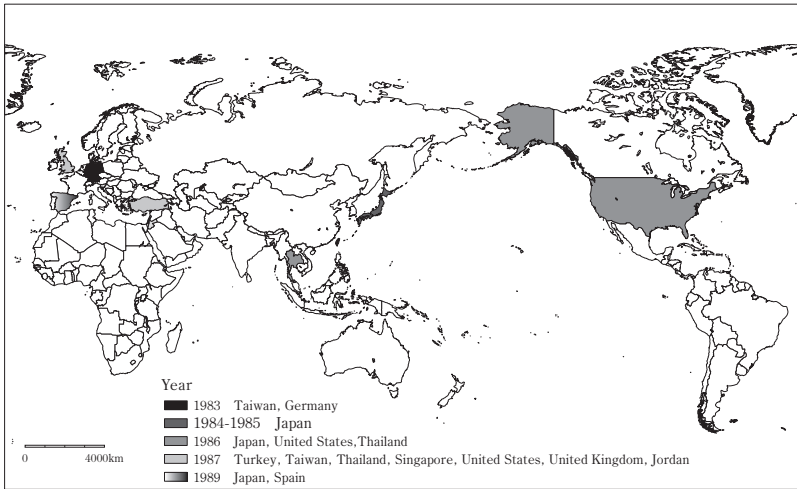 Year
1983 Taiwan, Germany
1984-1985 Japan
1986 Japan, United States,Thailand
1987 Turkey, Taiwan, Thailand, Singapore, United States, United Kingdom, Jordan
1989 Japan, Spain
0 4000km